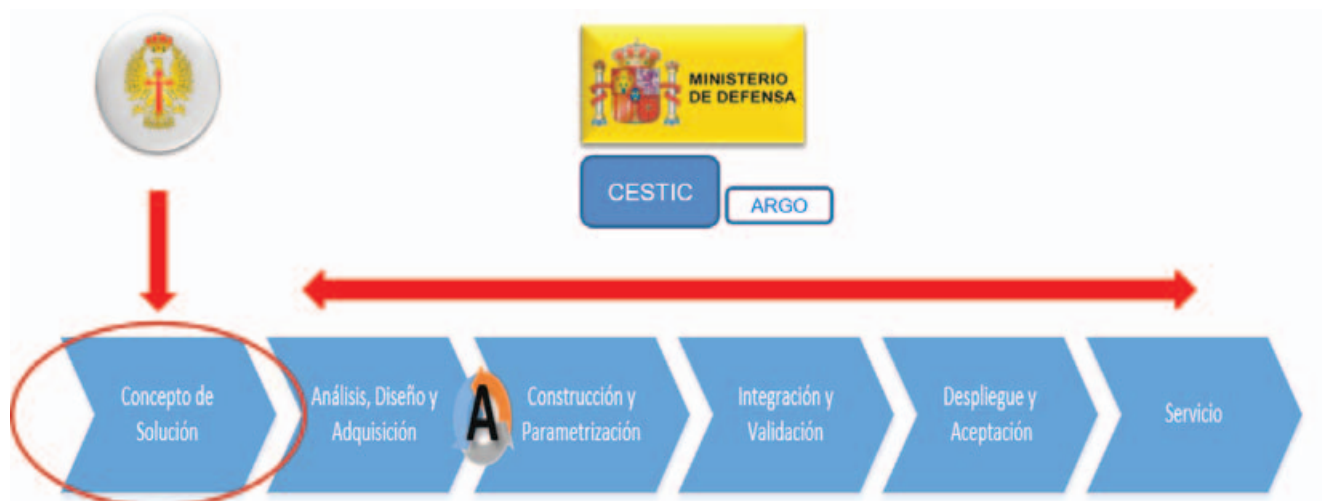 MINISTERIO
DE DEFENSA
CESTIC
ARGO
Concepto de
Solución
Análisis, Diseño y
Adquisición
A
Construcción y
Parametrización
Integración y
Validación
Despliegue y
Aceptación
Servicio